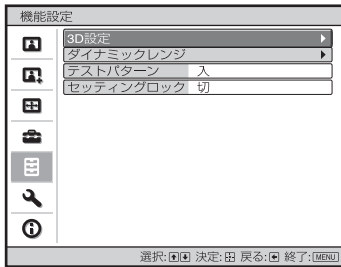 機能設定
3D設定
ダイナミックレンジ
テストパターン 入
セッティングロック 切
選択: 決定: 戻る: 終了: MENU